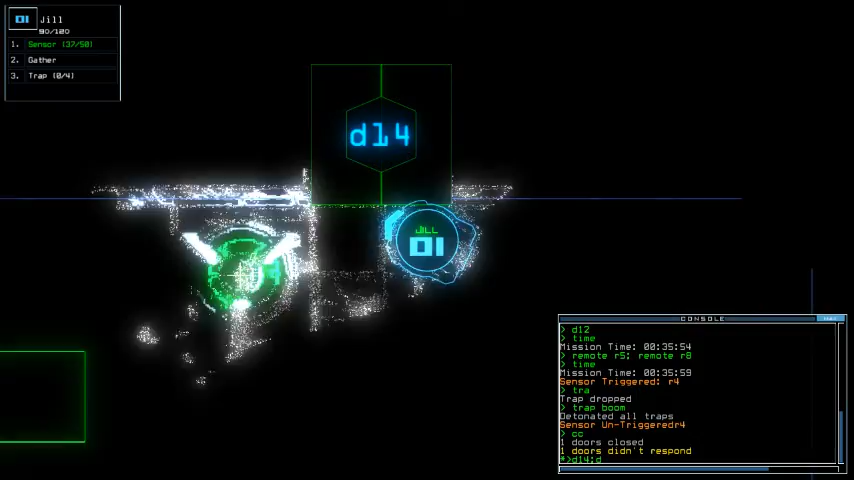 01 Jill
90/120
1. Sensor (37/50)
2. Gather
3. Trap (0/4)
d14
JILL
01
CONSOLE
> d12
> time
Mission Time: 00:35:54
> remote r5; remote r8
> time
Mission Time: 00:35:59
Sensor Triggered: r4
> tra
Trap dropped
> trap boom
Detonated all traps
Sensor Un-Triggeredr4
> cc
1 doors closed
1 doors didn't respond
*>d14;d